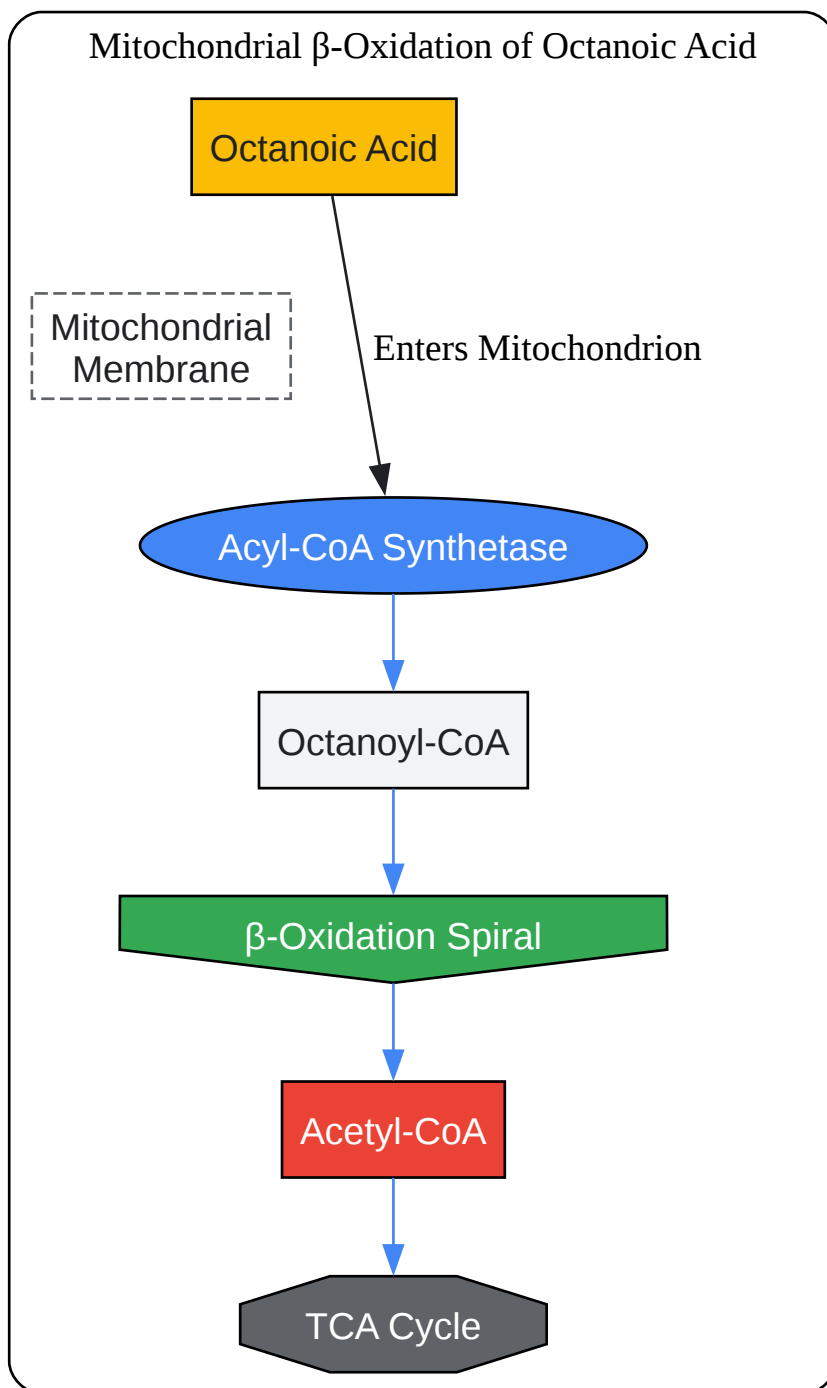 Mitochondrial β-Oxidation of Octanoic Acid
Octanoic Acid
Mitochondrial
Membrane
Enters Mitochondrion
Acyl-CoA Synthetase
Octanoyl-CoA
β-Oxidation Spiral
Acetyl-CoA
TCA Cycle